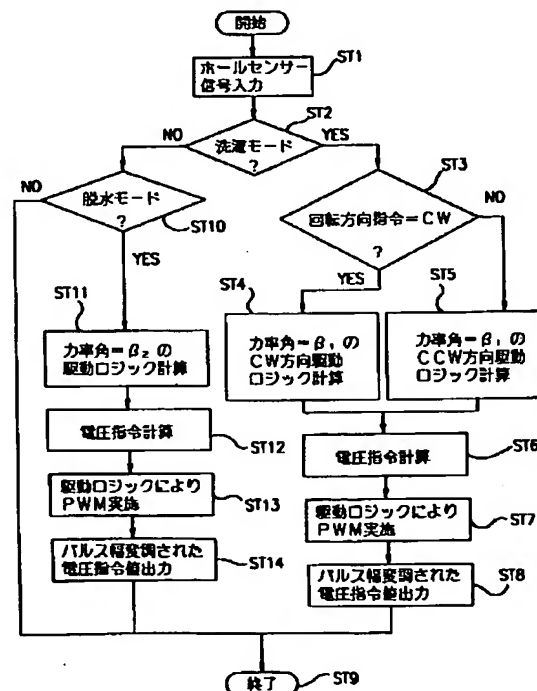 開始
ホールセンサー
信号入力
ST1
ST2
NO
YES
洗濯モード
?
ST3
NO
脱水モード
?
ST10
回転方向指令=CW
?
NO
YES
YES
ST11
ST4
ST5
力率角=β₂の
駆動ロジック計算
力率角=β₁の
CW方向駆動
ロジック計算
力率角=β₁の
CCW方向駆動
ロジック計算
電圧指令計算
ST12
電圧指令計算
ST6
駆動ロジックにより
PWM実施
ST13
駆動ロジックにより
PWM実施
ST7
パルス幅変調された
電圧指令値出力
ST14
パルス幅変調された
電圧指令値出力
ST8
終了
ST9